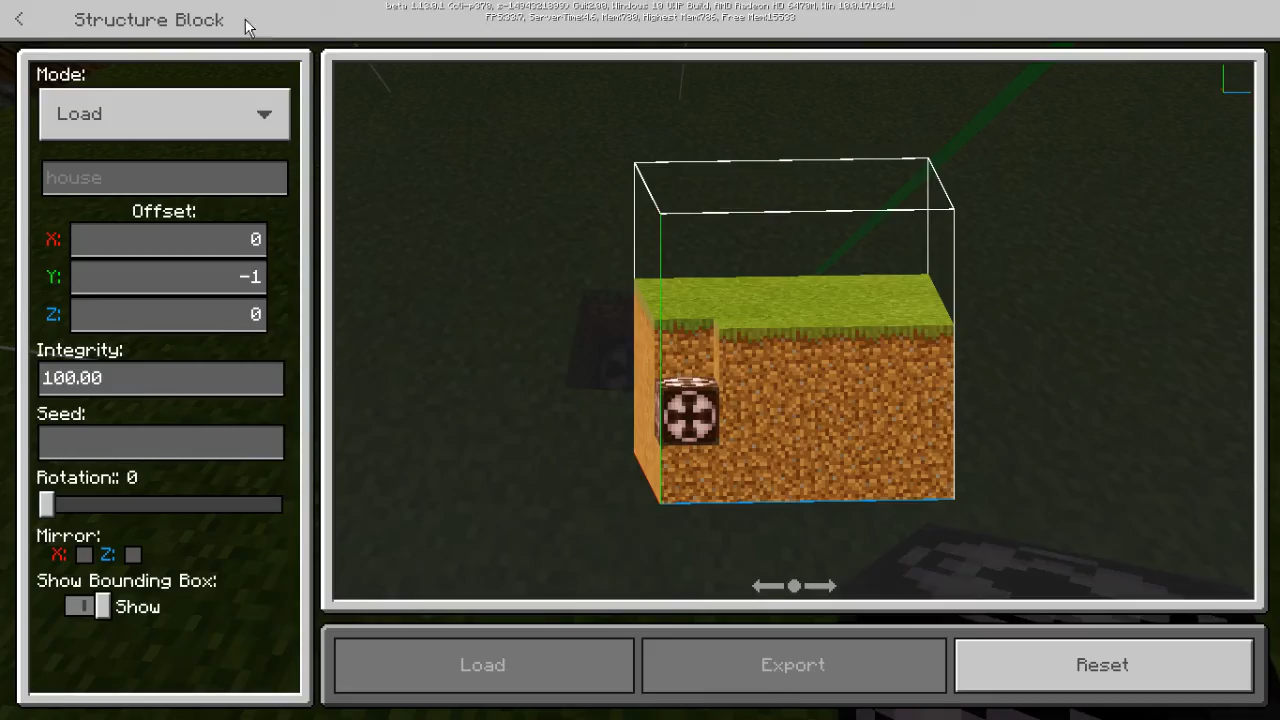 Structure Block
Mode:
Load
house
Offset:
X: 0
Y: -1
Z: 0
Integrity:
100.00
Seed:
Rotation:: 0
Mirror:
X: Z:
Show Bounding Box:
Show
Load
Export
Reset